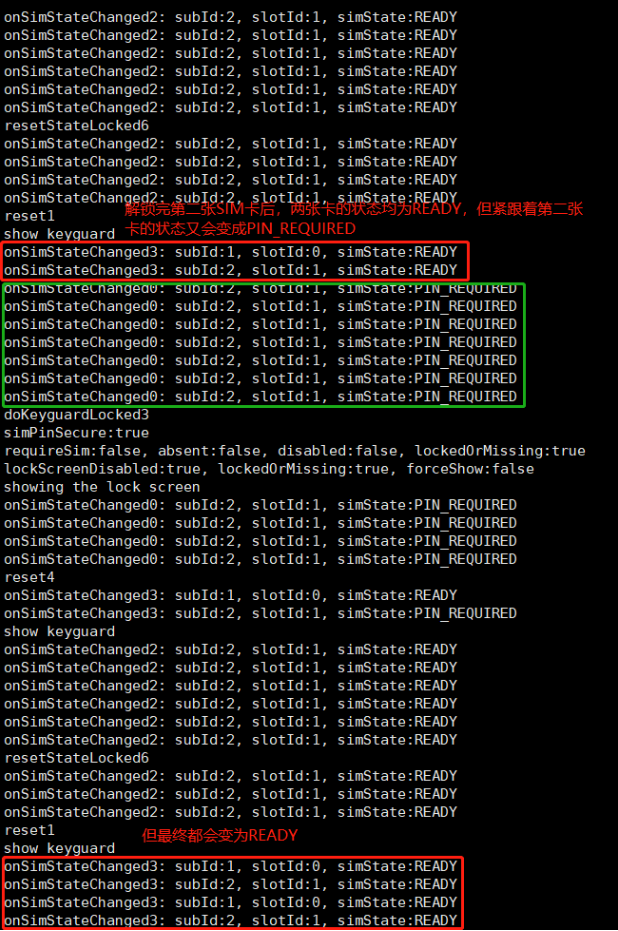 onSimStateChanged2: subId:2, slotId:1, simState:READY
onSimStateChanged2: subId:2, slotId:1, simState:READY
onSimStateChanged2: subId:2, slotId:1, simState:READY
onSimStateChanged2: subId:2, slotId:1, simState:READY
onSimStateChanged2: subId:2, slotId:1, simState:READY
onSimStateChanged2: subId:2, slotId:1, simState:READY
resetStateLocked6
onSimStateChanged2: subId:2, slotId:1, simState:READY
onSimStateChanged2: subId:2, slotId:1, simState:READY
onSimStateChanged2: subId:2, slotId:1, simState:READY
onSimStateChanged2: subId:2, slotId:1, simState:READY
reset1
解锁完第二张SIM卡后，两张卡的状态均为READY，但紧跟着第二张
卡的状态又会变成PIN_REQUIRED
show keyguard
onSimStateChanged3: subId:1, slotId:0, simState:READY
onSimStateChanged3: subId:2, slotId:1, simState:READY
onSimStateChanged0: subId:2, slotId:1, simState:PIN_REQUIRED
onSimStateChanged0: subId:2, slotId:1, simState:PIN_REQUIRED
onSimStateChanged0: subId:2, slotId:1, simState:PIN_REQUIRED
onSimStateChanged0: subId:2, slotId:1, simState:PIN_REQUIRED
onSimStateChanged0: subId:2, slotId:1, simState:PIN_REQUIRED
onSimStateChanged0: subId:2, slotId:1, simState:PIN_REQUIRED
onSimStateChanged0: subId:2, slotId:1, simState:PIN_REQUIRED
doKeyguardLocked3
simPinSecure:true
requireSim:false, absent:false, disabled:false, lockedOrMissing:true
lockScreenDisabled:true, lockedOrMissing:true, forceShow:false
showing the lock screen
onSimStateChanged0: subId:2, slotId:1, simState:PIN_REQUIRED
onSimStateChanged0: subId:2, slotId:1, simState:PIN_REQUIRED
onSimStateChanged0: subId:2, slotId:1, simState:PIN_REQUIRED
onSimStateChanged0: subId:2, slotId:1, simState:PIN_REQUIRED
reset4
onSimStateChanged3: subId:1, slotId:0, simState:READY
onSimStateChanged3: subId:2, slotId:1, simState:PIN_REQUIRED
show keyguard
onSimStateChanged2: subId:2, slotId:1, simState:READY
onSimStateChanged2: subId:2, slotId:1, simState:READY
onSimStateChanged2: subId:2, slotId:1, simState:READY
onSimStateChanged2: subId:2, slotId:1, simState:READY
onSimStateChanged2: subId:2, slotId:1, simState:READY
onSimStateChanged2: subId:2, slotId:1, simState:READY
resetStateLocked6
onSimStateChanged2: subId:2, slotId:1, simState:READY
onSimStateChanged2: subId:2, slotId:1, simState:READY
onSimStateChanged2: subId:2, slotId:1, simState:READY
reset1
但最终都会变为READY
show keyguard
onSimStateChanged3: subId:1, slotId:0, simState:READY
onSimStateChanged3: subId:2, slotId:1, simState:READY
onSimStateChanged3: subId:1, slotId:0, simState:READY
onSimStateChanged3: subId:2, slotId:1, simState:READY